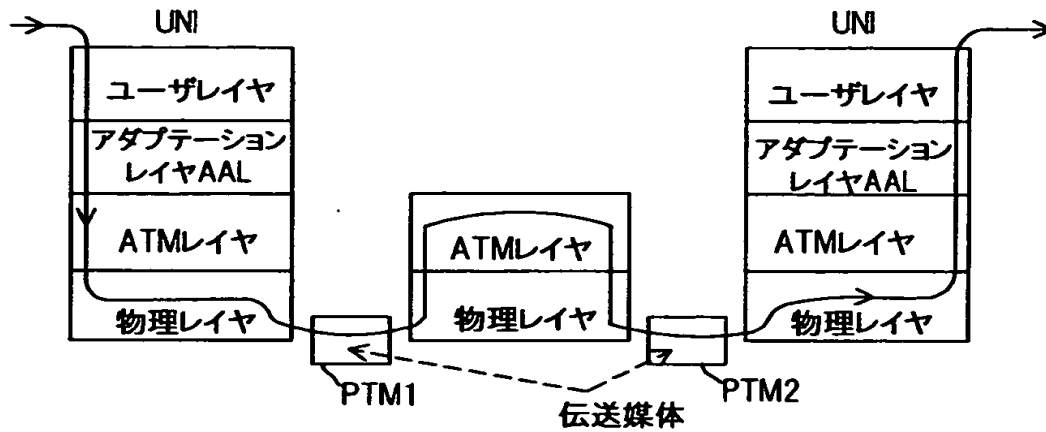 UNI
ユーザレイヤ
アダプテーション
レイヤAAL
ATMレイヤ
物理レイヤ
ATMレイヤ
物理レイヤ
UNI
ユーザレイヤ
アダプテーション
レイヤAAL
ATMレイヤ
物理レイヤ
PTM1
伝送媒体
PTM2